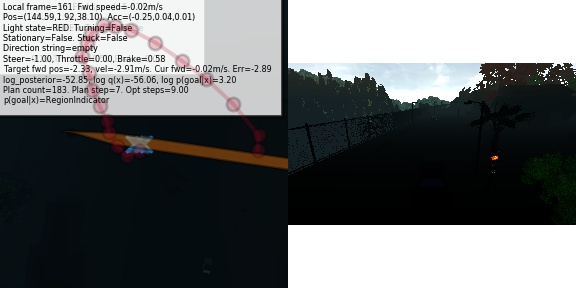 Local frame=161. Fwd speed=-0.02m/s
Pos=(144.59,1.92,38.10). Acc=(-0.25,0.04,0.01)
Light state=RED. Turning=False
Stationary=False. Stuck=False
Direction string=empty
Steer=-1.00, Throttle=0.00, Brake=0.58
Target fwd pos=-2.33, vel=-2.91m/s. Cur fwd=-0.02m/s. Err=-2.89
log_posterior=-52.85, log q(x)=-56.06, log p(goal|x)=3.20
Plan count=183. Plan step=7. Opt steps=9.00
p(goal|x)=RegionIndicator